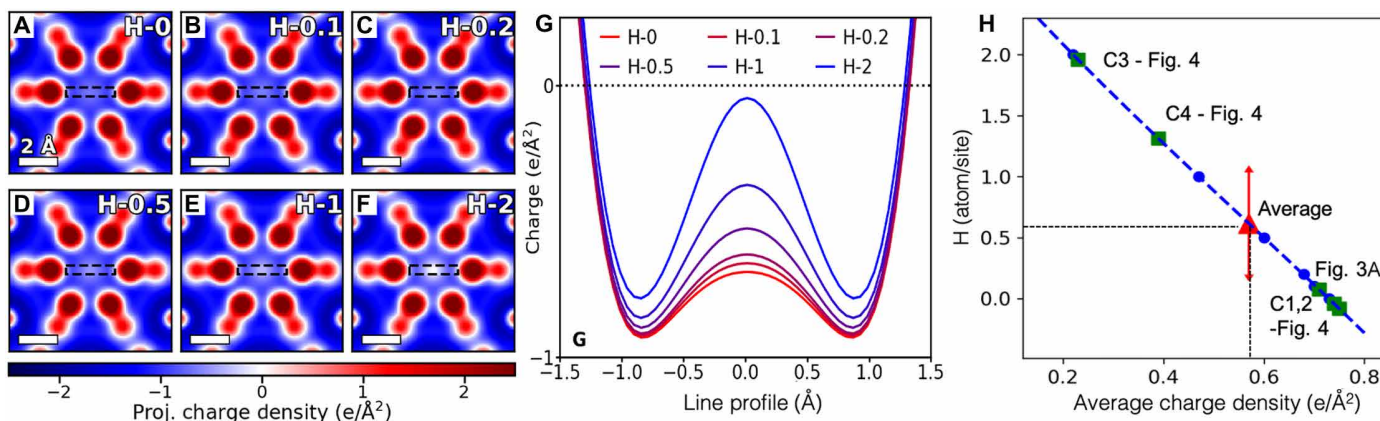 A H-0
B H-0.1
C H-0.2
2 Å
D H-0.5
E H-1
F H-2
−2 −1 0 1 2
Proj. charge density (e/Å²)
G
H-0 H-0.1 H-0.2
H-0.5 H-1 H-2
0
−1
Charge (e/Å²)
G
−1.5 −1.0 −0.5 0.0 0.5 1.0 1.5
Line profile (Å)
H
2.0
1.5
1.0
0.5
0.0
H (atom/site)
C3 - Fig. 4
C4 - Fig. 4
Average
Fig. 3A
C1,2
-Fig. 4
0.2 0.4 0.6 0.8
Average charge density (e/Å²)